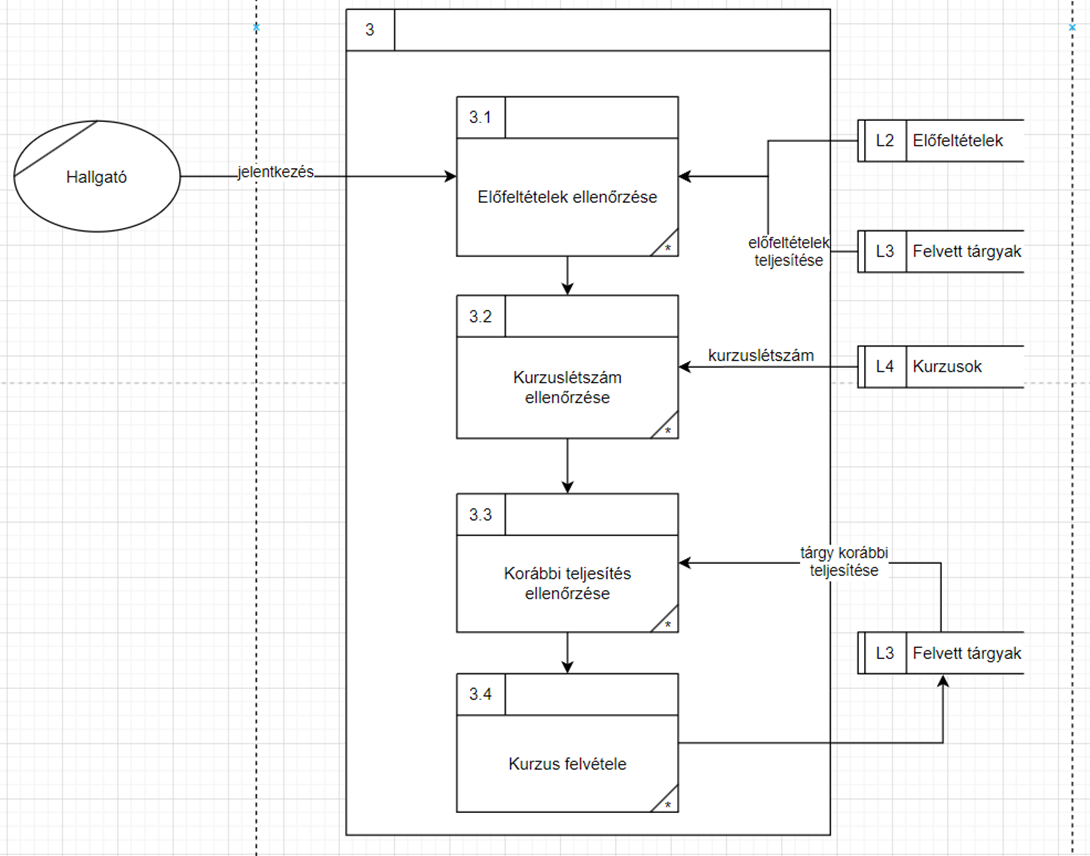 3
3.1
L2
Előfeltételek
jelentkezés
Hallgató
Előfeltételek ellenőrzése
*
előfeltételek
teljesítése
L3
Felvett tárgyak
3.2
kurzuslétszám
L4
Kurzusok
Kurzuslétszám
ellenőrzése
*
3.3
tárgy korábbi
teljesítése
Korábbi teljesítés
ellenőrzése
*
L3
Felvett tárgyak
3.4
Kurzus felvétele
*